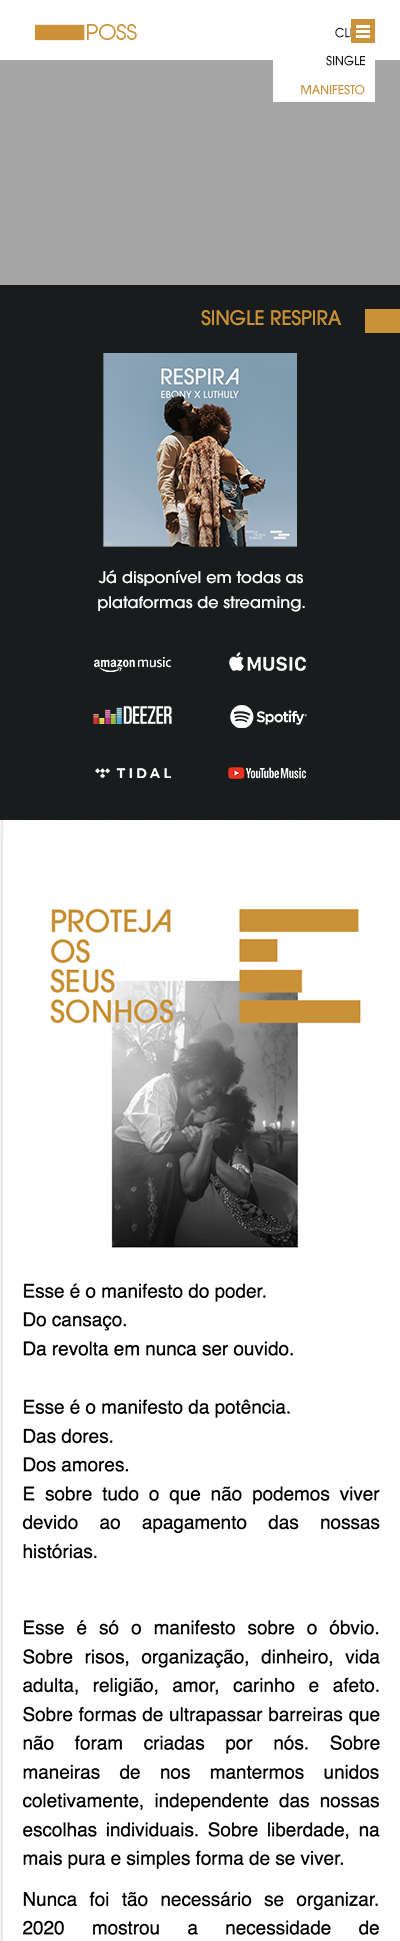 POSS
SINGLE
MANIFESTO
SINGLE RESPIRA
RESPIRA
EBONY X LUTHULY
Já disponível em todas as
plataformas de streaming.
amazon music
MUSIC
DEEZER
Spotify
TIDAL
YouTube Music
PROTEJA
OS
SEUS
SONHOS
Esse é o manifesto do poder.
Do cansaço.
Da revolta em nunca ser ouvido.
Esse é o manifesto da potência.
Das dores.
Dos amores.
E sobre tudo o que não podemos viver
devido ao apagamento das nossas
histórias.
Esse é só o manifesto sobre o óbvio.
Sobre risos, organização, dinheiro, vida
adulta, religião, amor, carinho e afeto.
Sobre formas de ultrapassar barreiras que
não foram criadas por nós. Sobre
maneiras de nos mantermos unidos
coletivamente, independente das nossas
escolhas individuais. Sobre liberdade, na
mais pura e simples forma de se viver.
Nunca foi tão necessário se organizar.
2020 mostrou a necessidade de